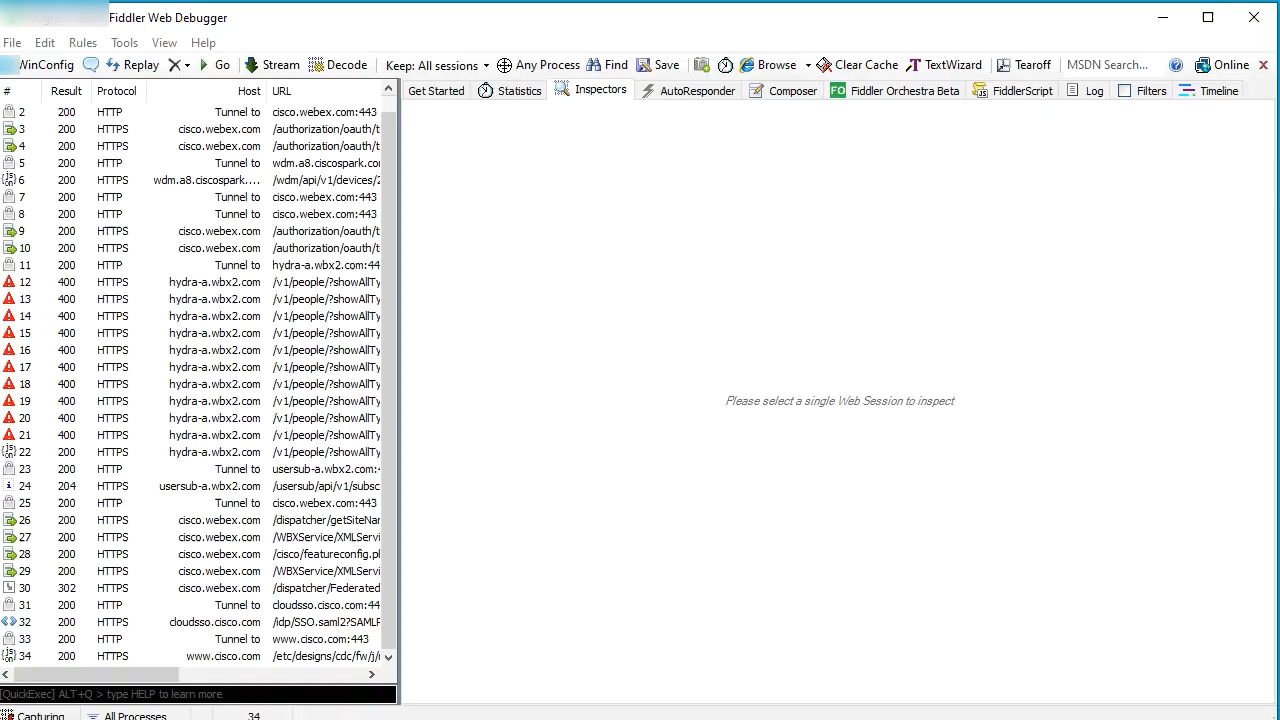 Fiddler Web Debugger
File Edit Rules Tools View Help
WinConfig Replay Go Stream Decode Keep: All sessions Any Process Find Save Browse Clear Cache TextWizard Tearoff MSDN Search... Online
# Result Protocol Host URL
Get Started Statistics Inspectors AutoResponder Composer FO Fiddler Orchestra Beta FiddlerScript Log Filters Timeline
2 200 HTTP Tunnel to cisco.webex.com:443
3 200 HTTPS cisco.webex.com /authorization/oauth/t
4 200 HTTPS cisco.webex.com /authorization/oauth/t
5 200 HTTP Tunnel to wdm.a8.ciscospark.co
6 200 HTTPS wdm.a8.ciscospark.... /wdm/api/v1/devices/2
7 200 HTTP Tunnel to cisco.webex.com:443
8 200 HTTP Tunnel to cisco.webex.com:443
9 200 HTTPS cisco.webex.com /authorization/oauth/t
10 200 HTTPS cisco.webex.com /authorization/oauth/t
11 200 HTTP Tunnel to hydra-a.wbx2.com:44
12 400 HTTPS hydra-a.wbx2.com /v1/people/?showAllTy
13 400 HTTPS hydra-a.wbx2.com /v1/people/?showAllTy
14 400 HTTPS hydra-a.wbx2.com /v1/people/?showAllTy
15 400 HTTPS hydra-a.wbx2.com /v1/people/?showAllTy
16 400 HTTPS hydra-a.wbx2.com /v1/people/?showAllTy
17 400 HTTPS hydra-a.wbx2.com /v1/people/?showAllTy
18 400 HTTPS hydra-a.wbx2.com /v1/people/?showAllTy
19 400 HTTPS hydra-a.wbx2.com /v1/people/?showAllTy
20 400 HTTPS hydra-a.wbx2.com /v1/people/?showAllTy
21 400 HTTPS hydra-a.wbx2.com /v1/people/?showAllTy
22 200 HTTPS hydra-a.wbx2.com /v1/people/?showAllTy
23 200 HTTP Tunnel to usersub-a.wbx2.com:4
24 204 HTTPS usersub-a.wbx2.com /usersub/api/v1/subsc
25 200 HTTP Tunnel to cisco.webex.com:443
26 200 HTTPS cisco.webex.com /dispatcher/getSiteNar
27 200 HTTPS cisco.webex.com /WBXService/XMLServi
28 200 HTTPS cisco.webex.com /cisco/featureconfig.pl
29 200 HTTPS cisco.webex.com /WBXService/XMLServi
30 302 HTTPS cisco.webex.com /dispatcher/Federated
31 200 HTTP Tunnel to cloudsso.cisco.com:44
32 200 HTTPS cloudsso.cisco.com /idp/SSO.saml2?SAMLF
33 200 HTTP Tunnel to www.cisco.com:443
34 200 HTTPS www.cisco.com /etc/designs/cdc/fw/j/
Please select a single Web Session to inspect
[QuickExec] ALT+Q > type HELP to learn more
Capturing All Processes 34